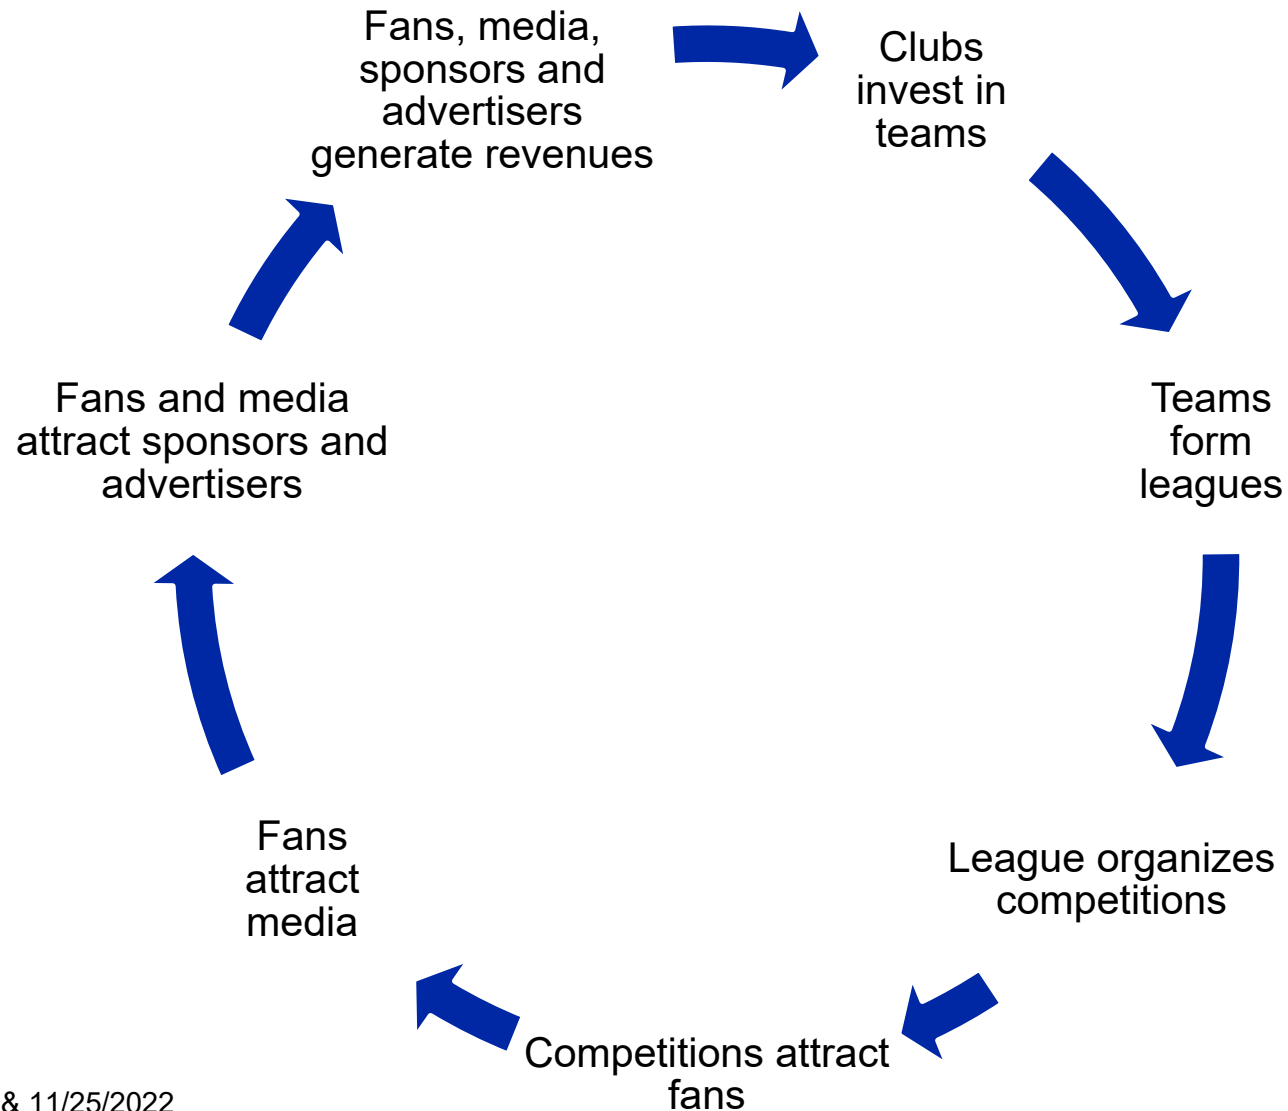 Fans, media,
sponsors and
advertisers
generate revenues
Clubs
invest in
teams
Teams
form
leagues
League organizes
competitions
Competitions attract
fans
Fans
attract
media
Fans and media
attract sponsors and
advertisers
& 11/25/2022